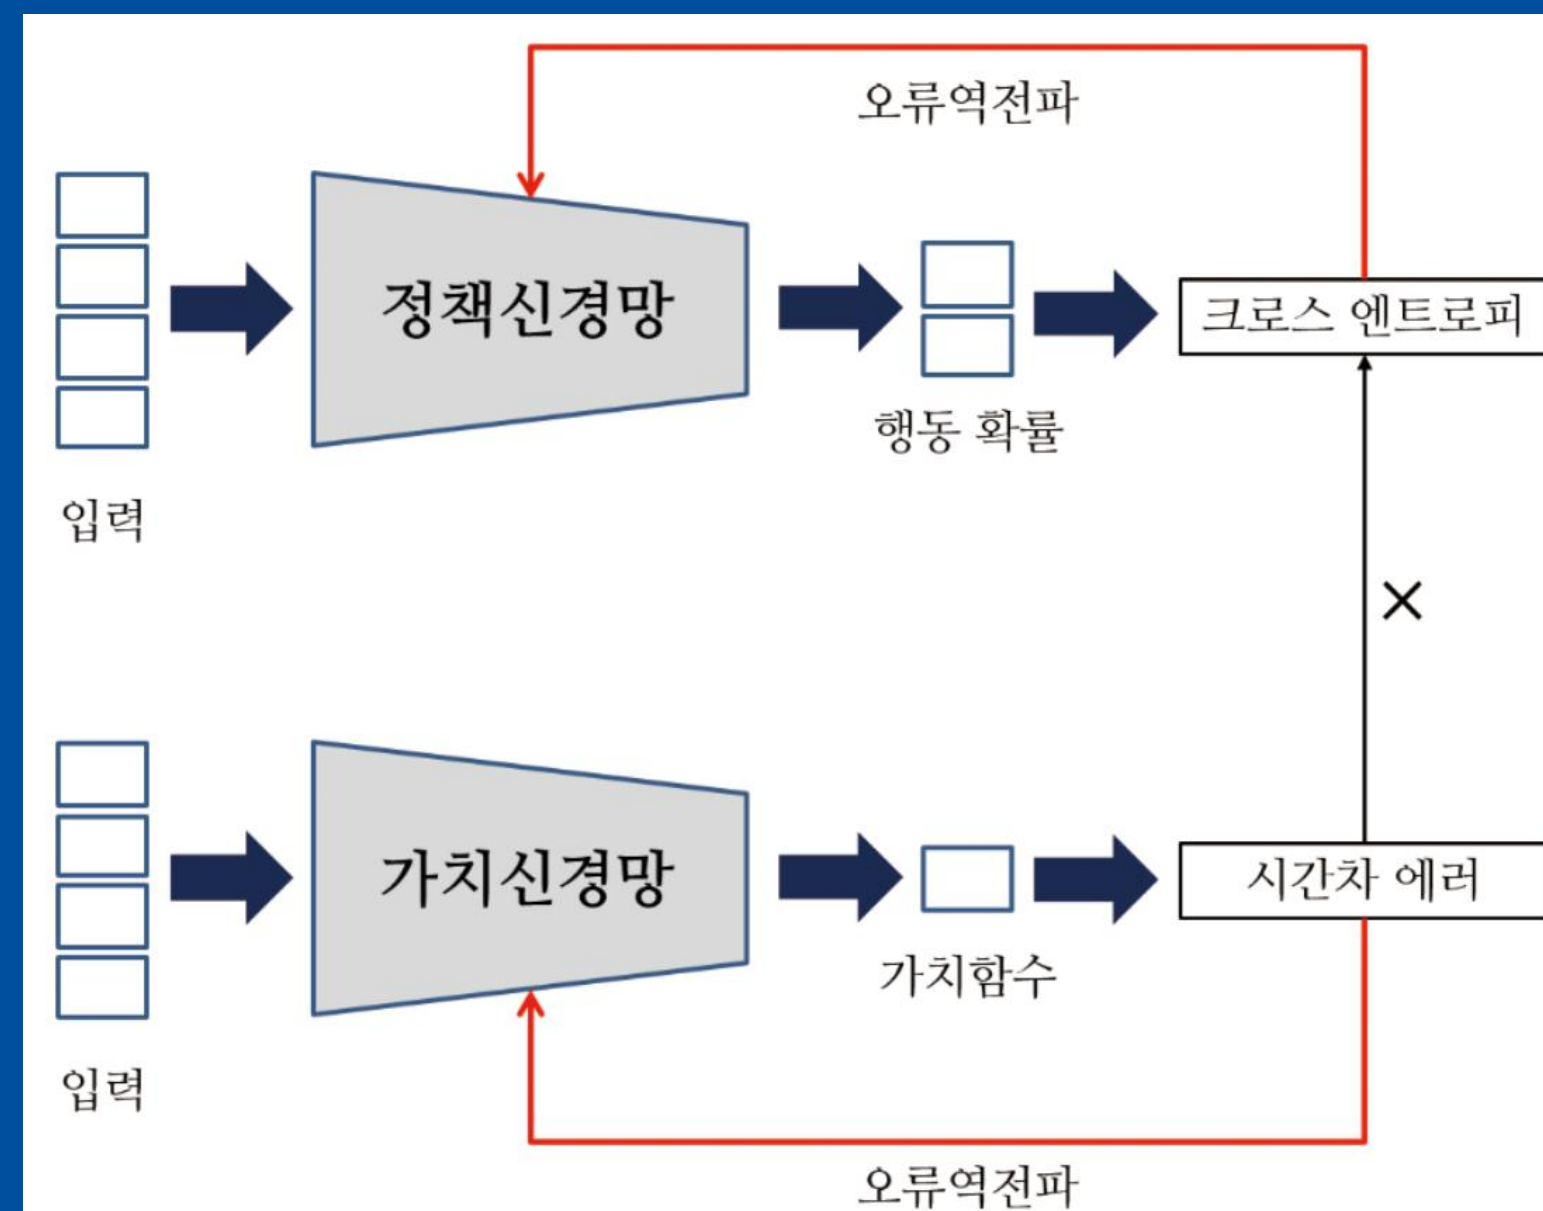 오류역전파
정책신경망
크로스 엔트로피
행동 확률
입력
×
가치신경망
시간차 에러
가치함수
입력
오류역전파